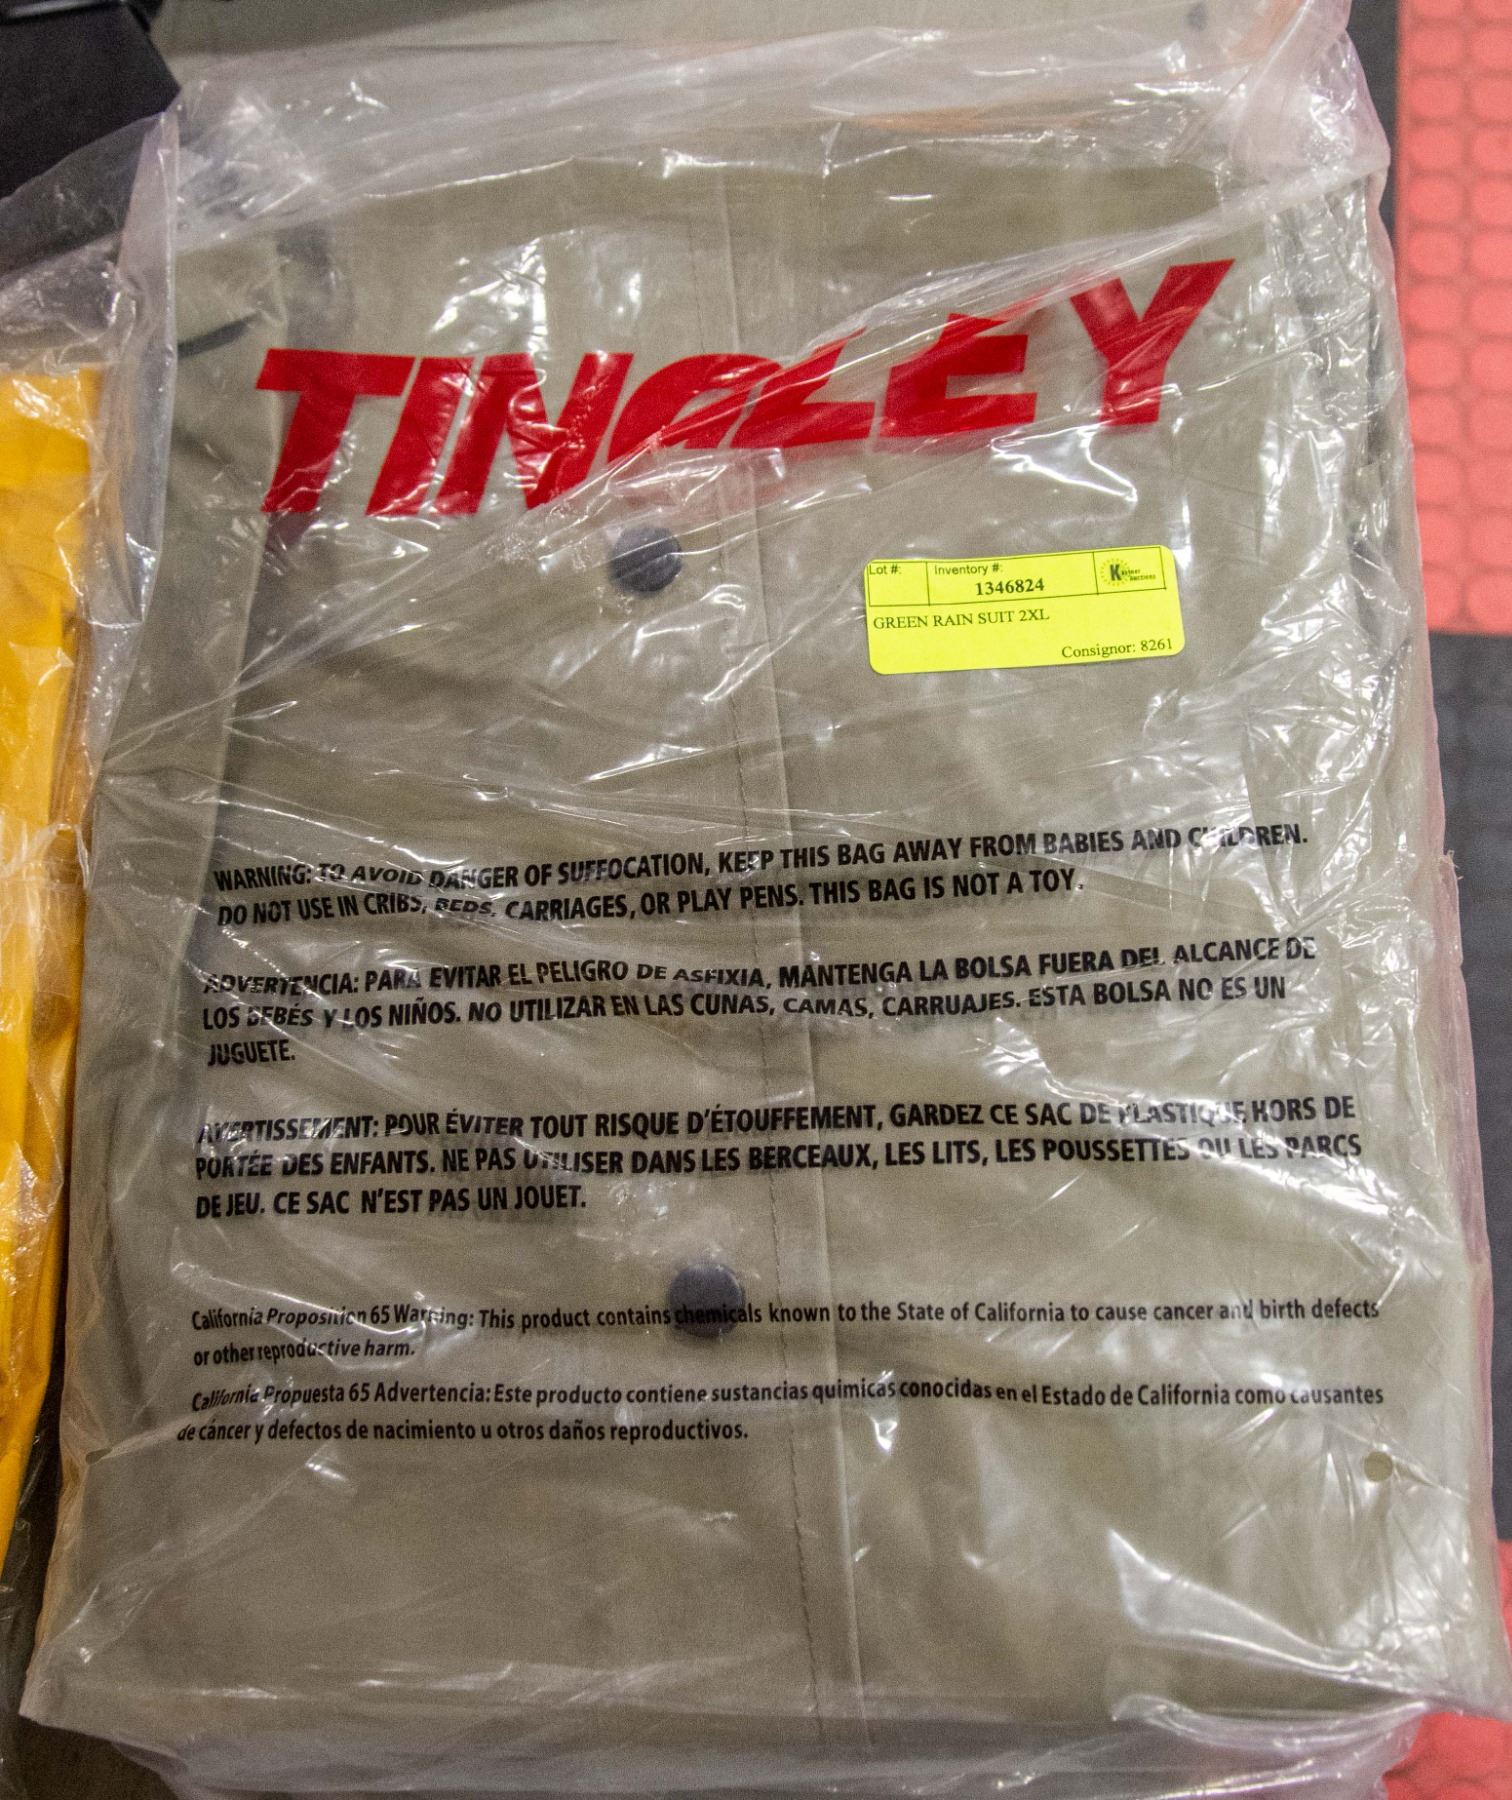 TINGLEY
Lot #: Inventory #:
1346824
Kastner
Auctions
GREEN RAIN SUIT 2XL
Consignor: 8261
WARNING: TO AVOID DANGER OF SUFFOCATION, KEEP THIS BAG AWAY FROM BABIES AND CHILDREN.
DO NOT USE IN CRIBS, BEDS, CARRIAGES, OR PLAY PENS. THIS BAG IS NOT A TOY.
ADVERTENCIA: PARA EVITAR EL PELIGRO DE ASFIXIA, MANTENGA LA BOLSA FUERA DEL ALCANCE DE
LOS BEBÉS Y LOS NIÑOS. NO UTILIZAR EN LAS CUNAS, CAMAS, CARRUAJES. ESTA BOLSA NO ES UN
JUGUETE.
AVERTISSEMENT: POUR ÉVITER TOUT RISQUE D'ÉTOUFFEMENT, GARDEZ CE SAC DE PLASTIQUE HORS DE
PORTÉE DES ENFANTS. NE PAS UTILISER DANS LES BERCEAUX, LES LITS, LES POUSSETTES OU LES PARCS
DE JEU. CE SAC N'EST PAS UN JOUET.
California Proposition 65 Warning: This product contains chemicals known to the State of California to cause cancer and birth defects
or other reproductive harm.
California Propuesta 65 Advertencia: Este producto contiene sustancias quimicas conocidas en el Estado de California como causantes
de cáncer y defectos de nacimiento u otros daños reproductivos.